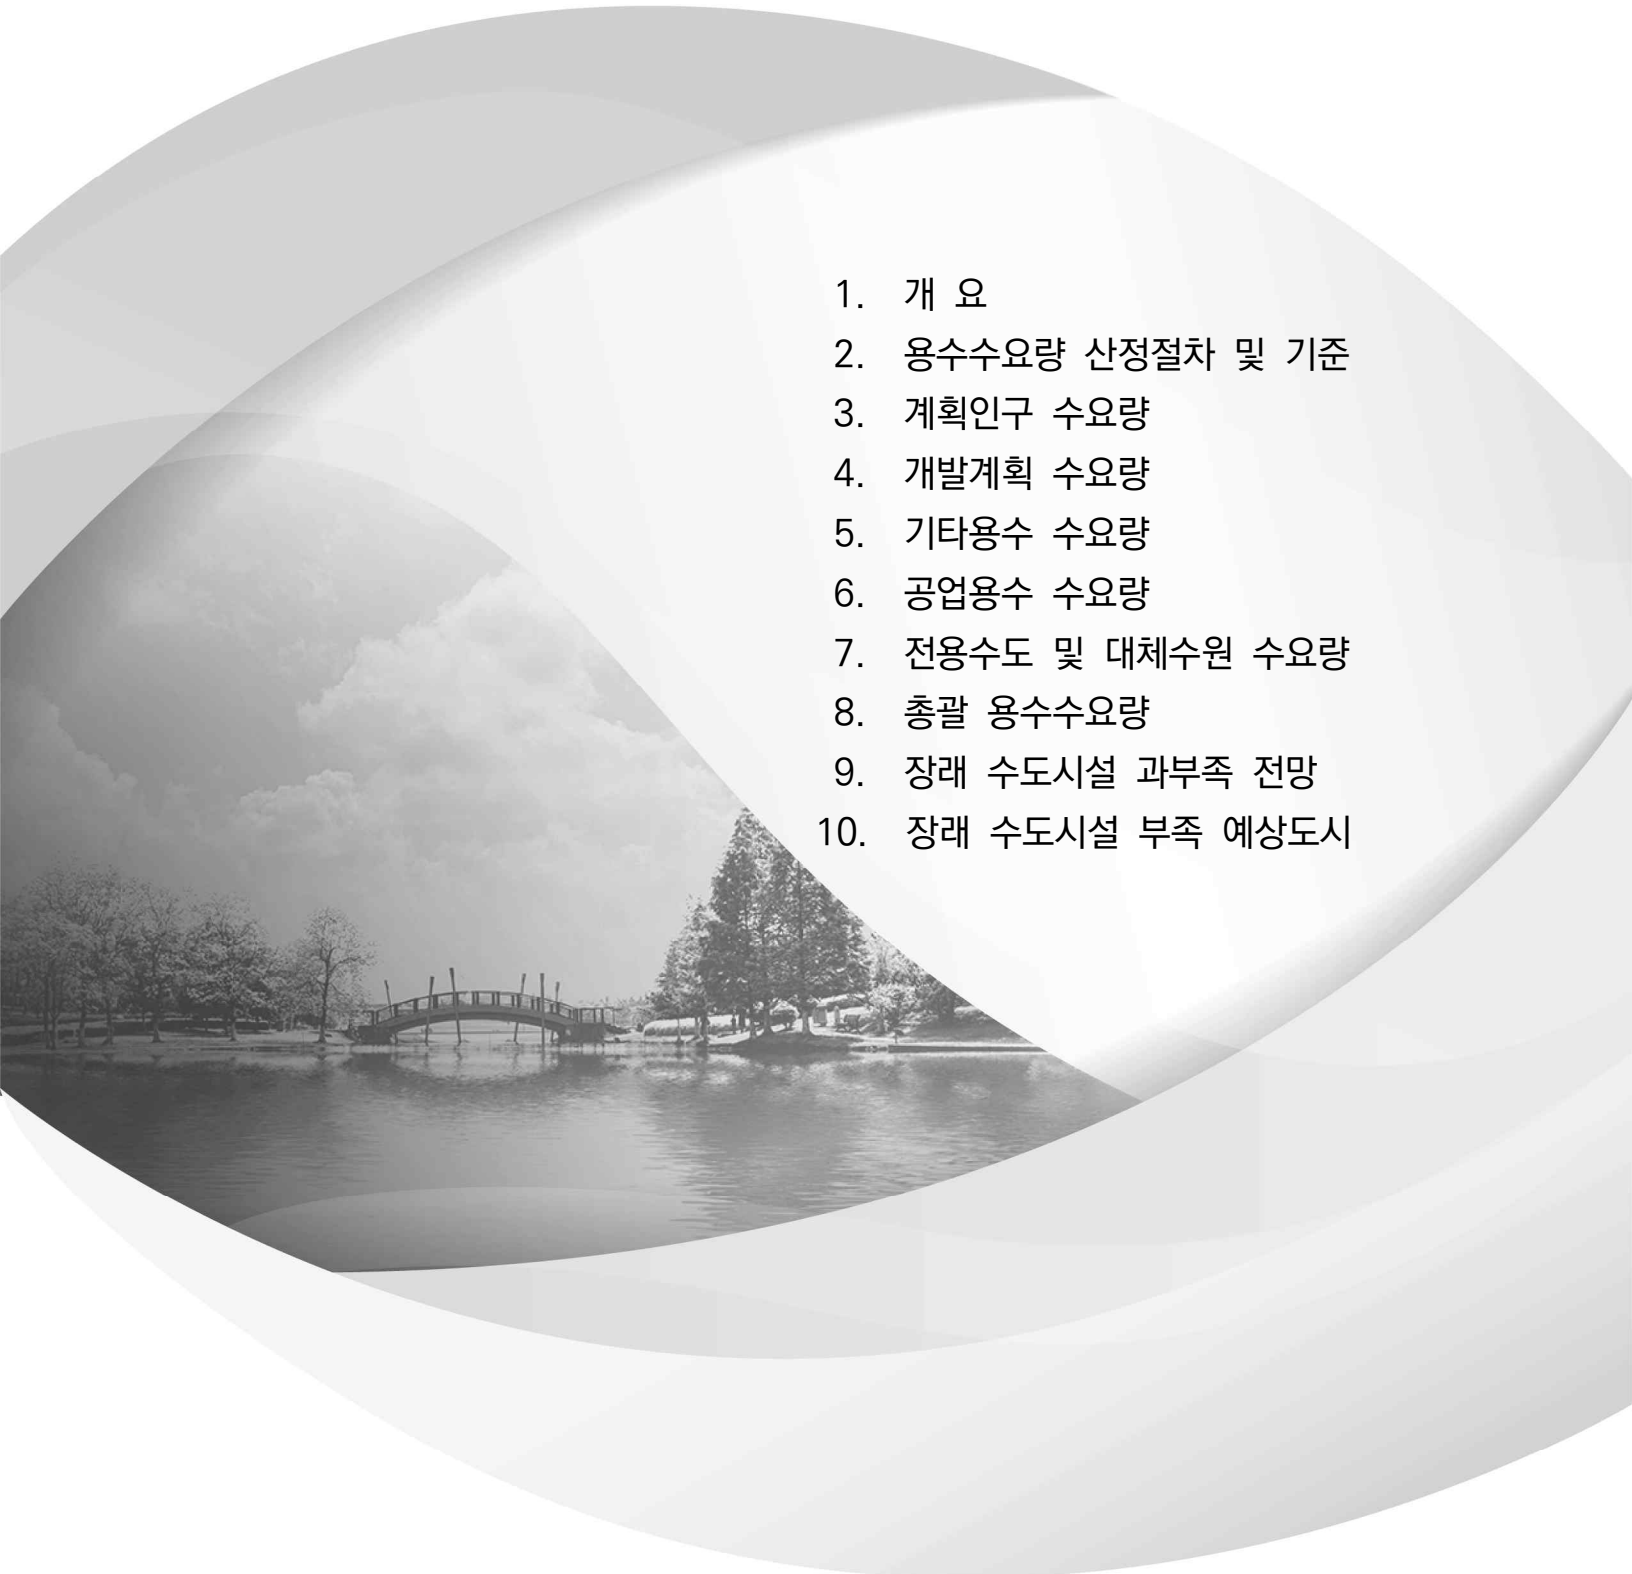 1. 개 요
2. 용수수요량 산정절차 및 기준
3. 계획인구 수요량
4. 개발계획 수요량
5. 기타용수 수요량
6. 공업용수 수요량
7. 전용수도 및 대체수원 수요량
8. 총괄 용수수요량
9. 장래 수도시설 과부족 전망
10. 장래 수도시설 부족 예상도시